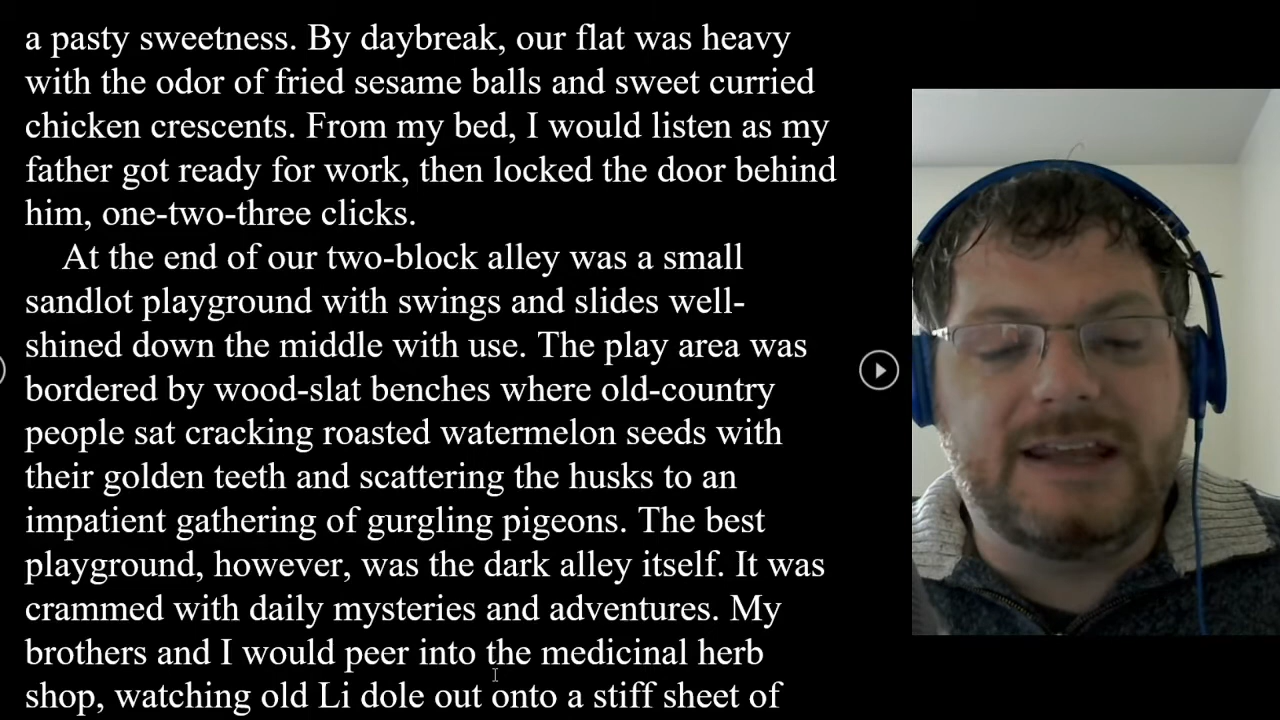 a pasty sweetness. By daybreak, our flat was heavy
with the odor of fried sesame balls and sweet curried
chicken crescents. From my bed, I would listen as my
father got ready for work, then locked the door behind
him, one-two-three clicks.
At the end of our two-block alley was a small
sandlot playground with swings and slides well-
shined down the middle with use. The play area was
bordered by wood-slat benches where old-country
people sat cracking roasted watermelon seeds with
their golden teeth and scattering the husks to an
impatient gathering of gurgling pigeons. The best
playground, however, was the dark alley itself. It was
crammed with daily mysteries and adventures. My
brothers and I would peer into the medicinal herb
shop, watching old Li dole out onto a stiff sheet of